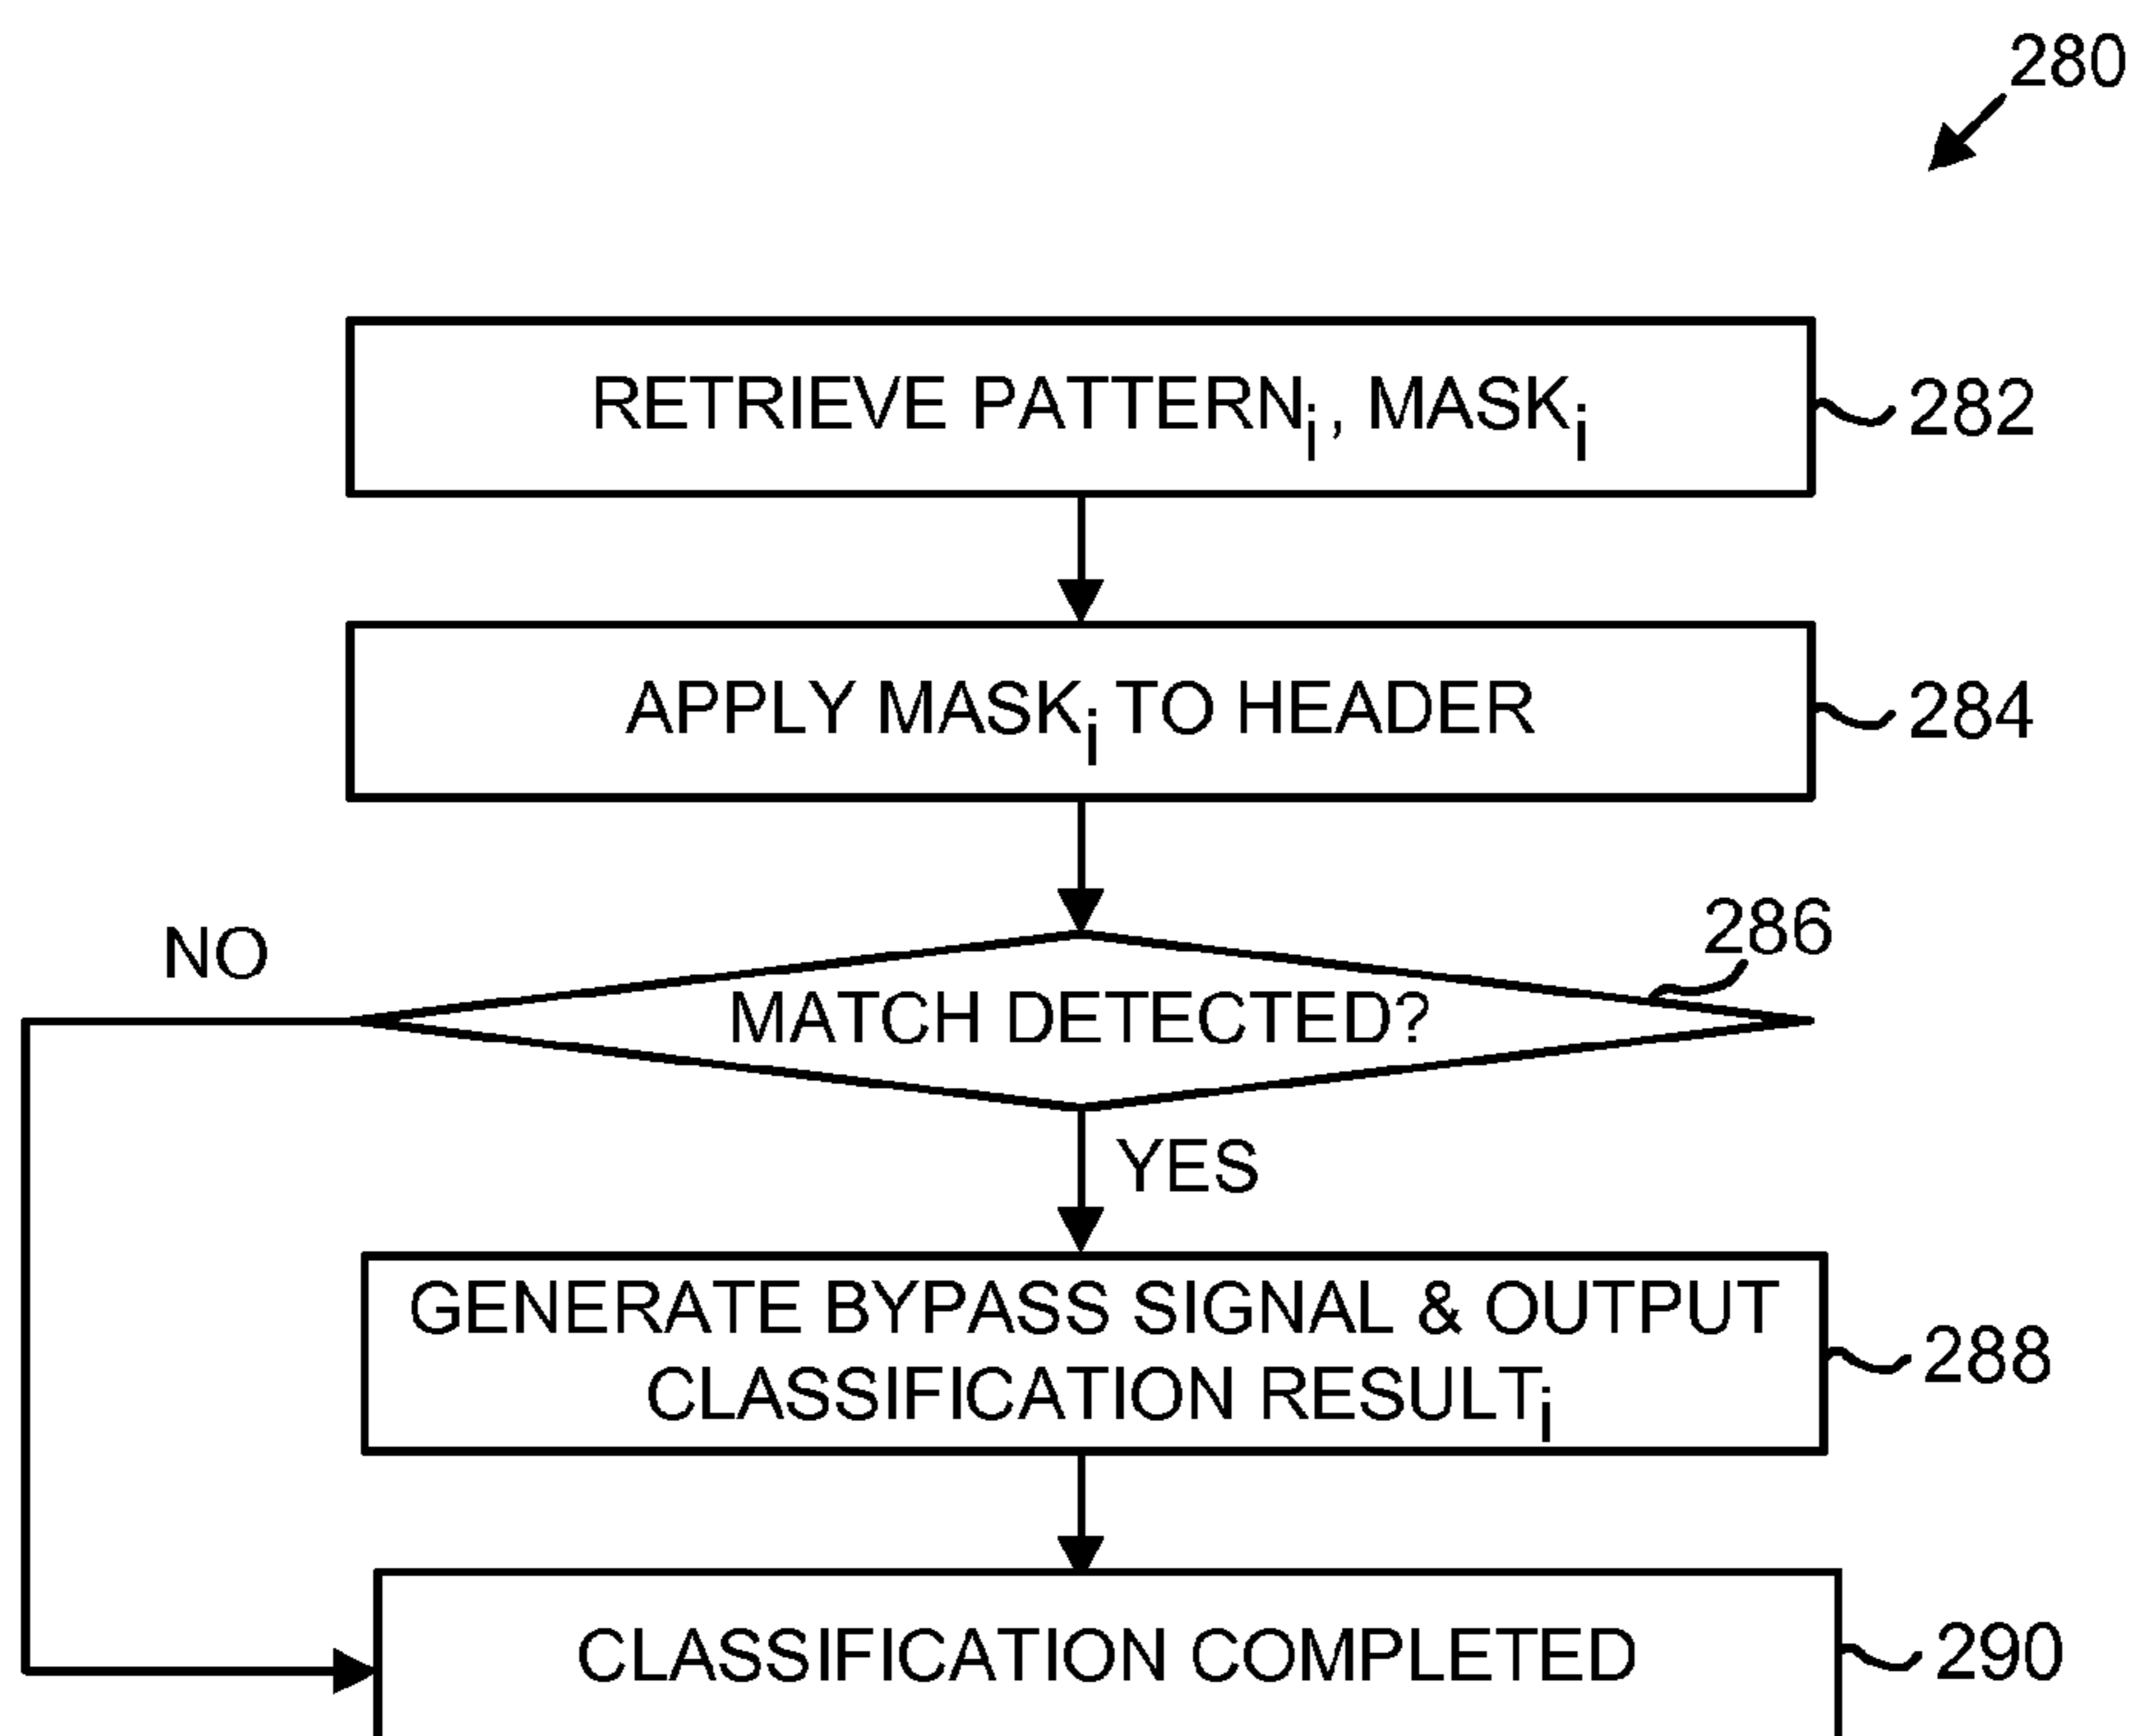 280
RETRIEVE PATTERNi, MASKi
282
APPLY MASKi TO HEADER
284
NO
286
MATCH DETECTED?
YES
GENERATE BYPASS SIGNAL & OUTPUT
CLASSIFICATION RESULTi
288
CLASSIFICATION COMPLETED
290